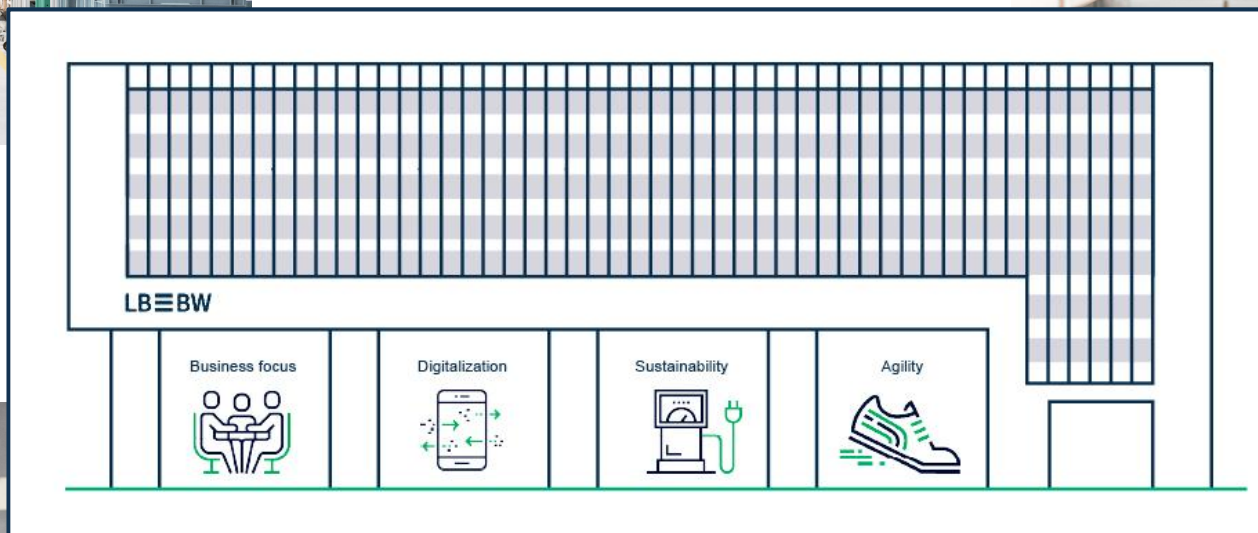 LB≡BW
Business focus
Digitalization
Sustainability
Agility